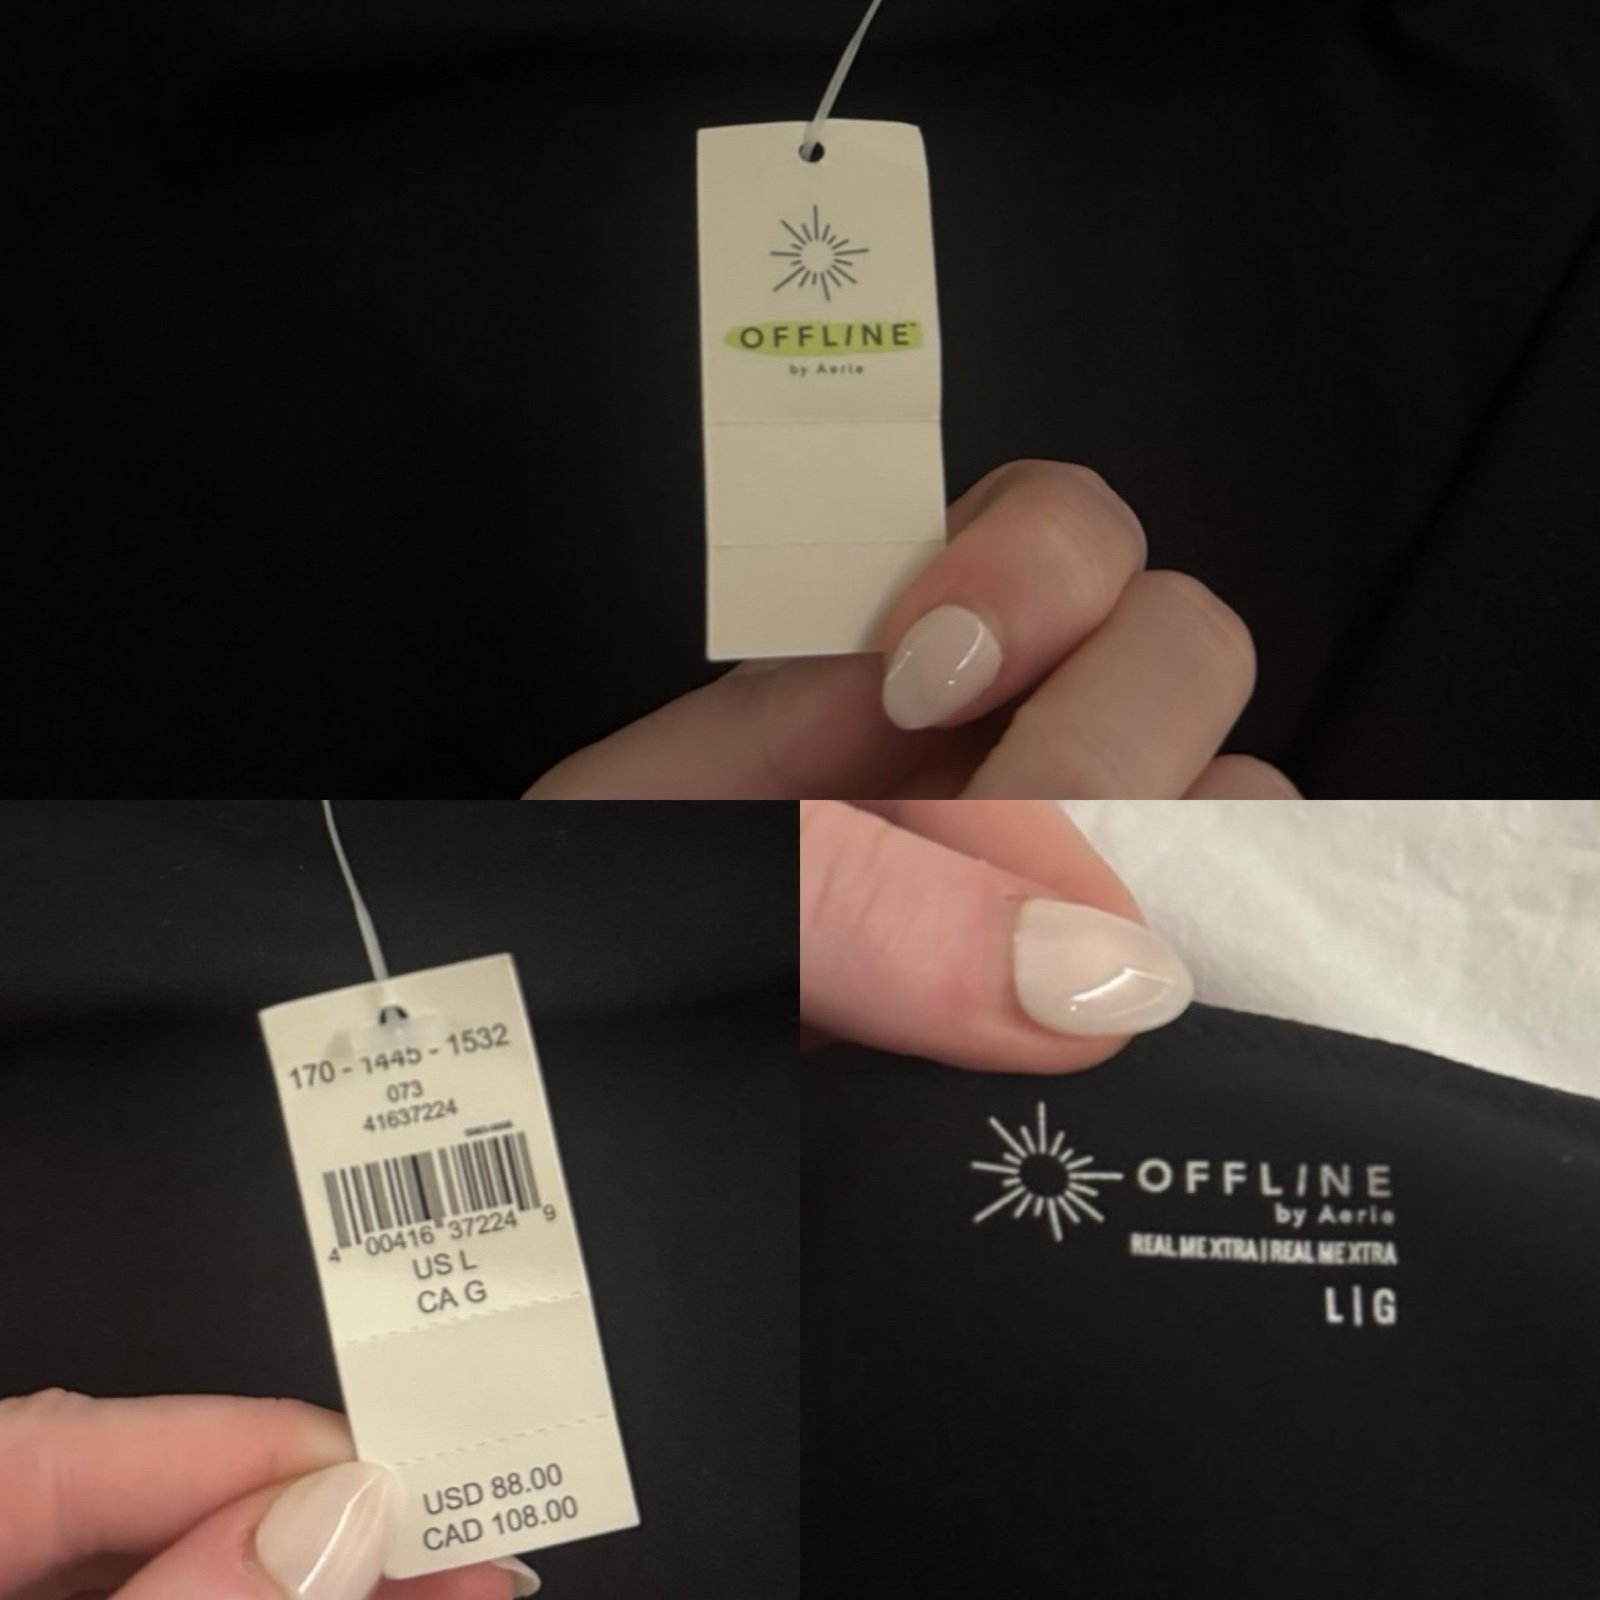 OFFLINE™
by Aerie
170 - 1445 - 1532
073
41637224
4 00416 37224 9
US L
CA G
USD 88.00
CAD 108.00
OFFLINE
by Aerie
REAL ME XTRA | REAL ME XTRA
L | G